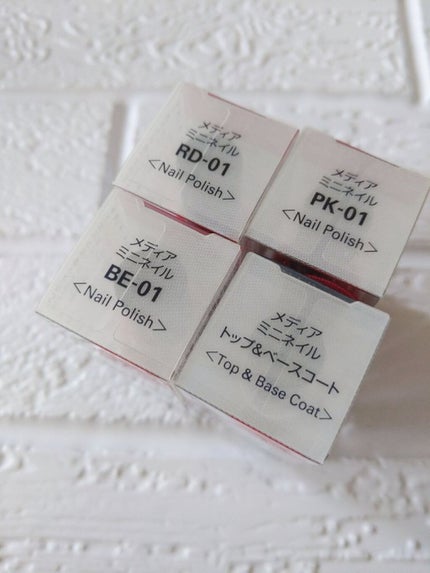 メディア
ミニネイル
RD-01
<Nail Polish>
メディア
ミニネイル
PK-01
<Nail Polish>
メディア
ミニネイル
BE-01
<Nail Polish>
メディア
ミニネイル
トップ&ベースコート
<Top & Base Coat>